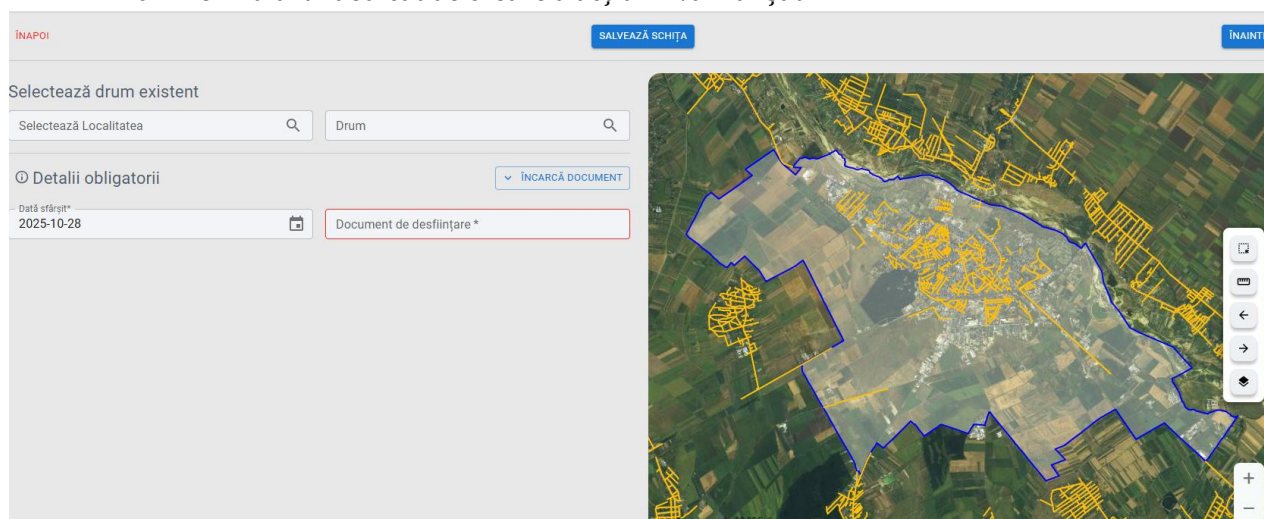 ÎNAPOI
SALVEAZĂ SCHIȚA
ÎNAINT
Selectează drum existent
Selectează Localitatea
Drum
Detalii obligatorii
ÎNCARCĂ DOCUMENT
Dată sfârșit*
2025-10-28
Document de desființare *